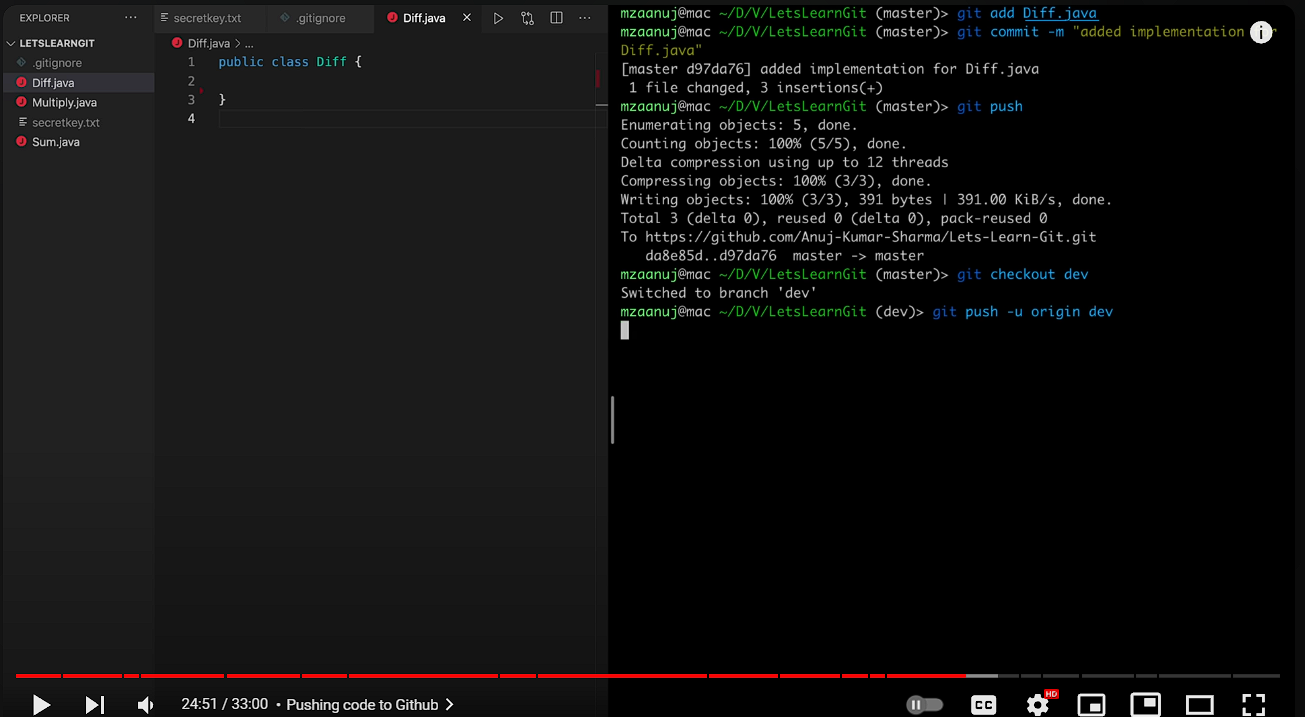 EXPLORER
LETSLEARNGIT
.gitignore
Diff.java
Multiply.java
secretkey.txt
Sum.java
secretkey.txt
.gitignore
Diff.java
Diff.java > ...
1 public class Diff {
2
3 }
4
mzaanuj@mac ~/D/V/LetsLearnGit (master)> git add Diff.java
mzaanuj@mac ~/D/V/LetsLearnGit (master)> git commit -m "added implementation r
Diff.java"
[master d97da76] added implementation for Diff.java
1 file changed, 3 insertions(+)
mzaanuj@mac ~/D/V/LetsLearnGit (master)> git push
Enumerating objects: 5, done.
Counting objects: 100% (5/5), done.
Delta compression using up to 12 threads
Compressing objects: 100% (3/3), done.
Writing objects: 100% (3/3), 391 bytes | 391.00 KiB/s, done.
Total 3 (delta 0), reused 0 (delta 0), pack-reused 0
To https://github.com/Anuj-Kumar-Sharma/Lets-Learn-Git.git
da8e85d..d97da76 master -> master
mzaanuj@mac ~/D/V/LetsLearnGit (master)> git checkout dev
Switched to branch 'dev'
mzaanuj@mac ~/D/V/LetsLearnGit (dev)> git push -u origin dev
24:51 / 33:00 • Pushing code to Github >
CC
HD